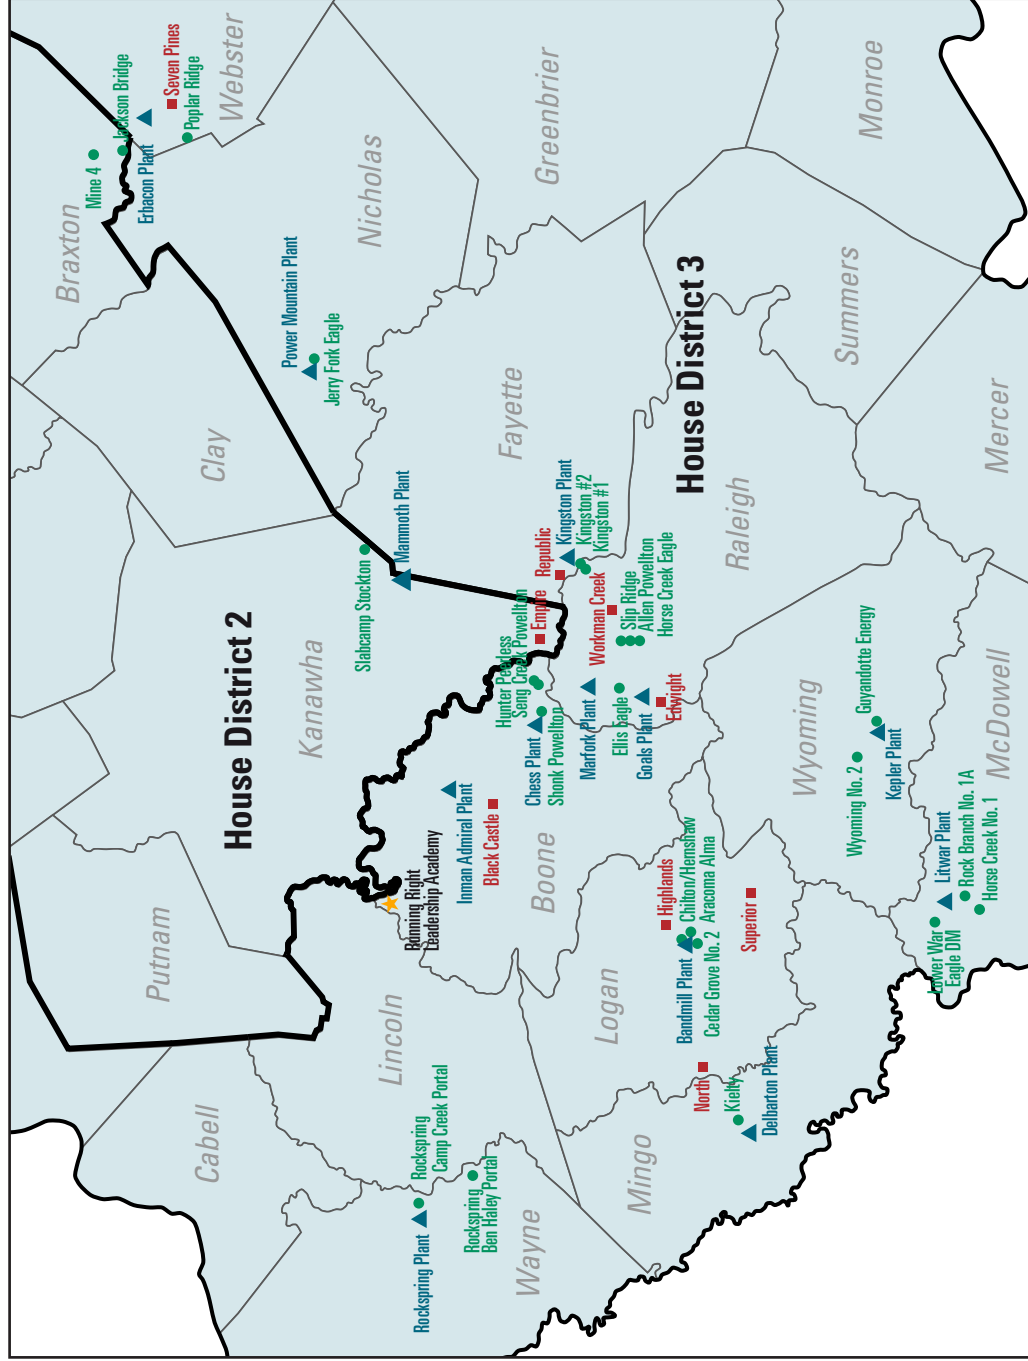 Cabell
Putnam
House District 2
Clay
Braxton
Mine 4
Jackson Bridge
Erbacon Plant
Seven Pines
Poplar Ridge
Webster
Power Mountain Plant
Jerry Fork Eagle
Nicholas
Kanawha
Slabcamp Stockton
Mammoth Plant
Rockspring Plant
Rockspring
Camp Creek Portal
Rockspring
Ben Haley Portal
Lincoln
Running Right
Leadership Academy
Inman Admiral Plant
Black Castle
Hunter Peerless
Seng Creek Powellton
Chess Plant
Shonk Powellton
Empire
Republic
Kingston Plant
Kingston #2
Kingston #1
Fayette
Greenbrier
Wayne
Boone
Marfork Plant
Workman Creek
Ellis Eagle
Slip Ridge
Allen Powellton
Horse Creek Eagle
Goals Plant
Edwight
House District 3
Mingo
Logan
Highlands
Chilton/Hernshaw
Bandmill Plant
Aracoma Alma
Cedar Grove No. 2
North
Kielty
Delbarton Plant
Superior
Raleigh
Summers
Monroe
Wyoming
Wyoming No. 2
Guyandotte Energy
Kepler Plant
Lower War
Eagle DM
Litwar Plant
Rock Branch No. 1A
Horse Creek No. 1
McDowell
Mercer